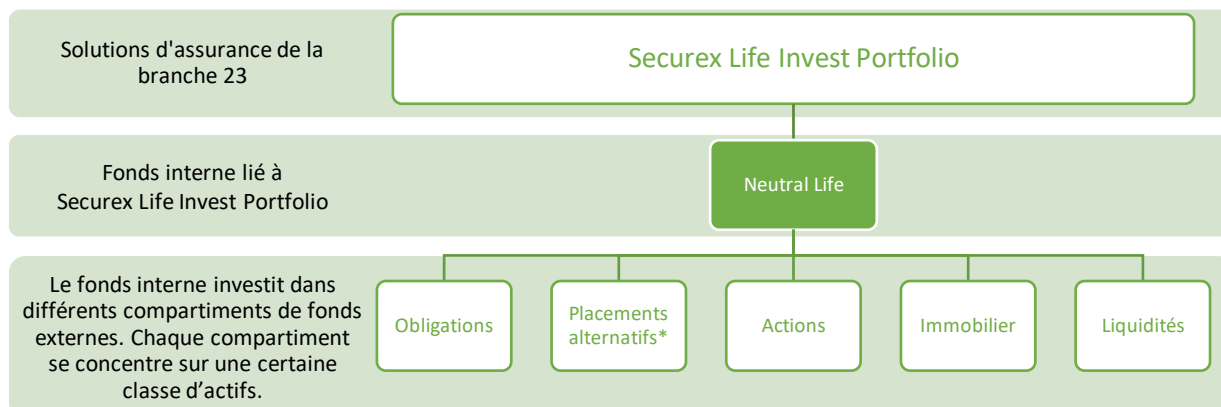 Solutions d'assurance de la
branche 23
Securex Life Invest Portfolio
Fonds interne lié à
Securex Life Invest Portfolio
Neutral Life
Le fonds interne investit dans
différents compartiments de fonds
externes. Chaque compartiment
se concentre sur une certaine
classe d’actifs.
Obligations
Placements
alternatifs*
Actions
Immobilier
Liquidités